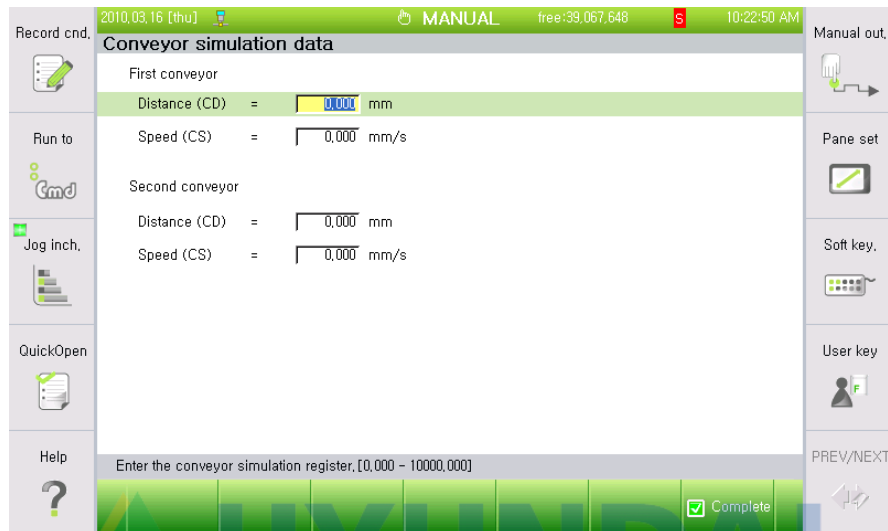 2010,03,16 [thu] MANUAL free:39,067,648 S 10:22:50 AM
Conveyor simulation data
First conveyor
Distance (CD) = 0,000 mm
Speed (CS) = 0,000 mm/s
Second conveyor
Distance (CD) = 0,000 mm
Speed (CS) = 0,000 mm/s
Enter the conveyor simulation register, [0,000 - 10000,000]
Complete
Record cnd,
Run to
Cmd
Jog inch,
QuickOpen
Help
?
Manual out,
Pane set
Soft key,
User key
F
PREV/NEXT